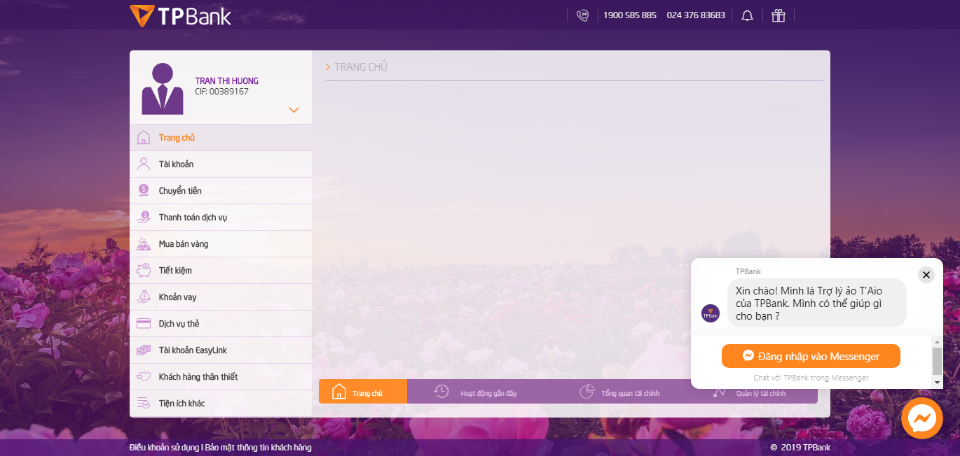 TPBank
1900 585 885 024 376 83683
TRAN THI HUONG
CIF: 00389167
TRANG CHỦ
Trang chủ
Tài khoản
Chuyển tiền
Thanh toán dịch vụ
Mua bán vàng
Tiết kiệm
Khoản vay
Dịch vụ thẻ
Tài khoản EasyLink
Khách hàng thân thiết
Tiện ích khác
TPBank
Xin chào! Mình là Trợ lý ảo T'Aio
của TPBank. Mình có thể giúp gì
cho bạn ?
TPBank
Đăng nhập vào Messenger
Chat với TPBank trong Messenger
Trang chủ
Hoạt động gần đây
Tổng quan tài chính
Quản lý tài chính
Điều khoản sử dụng | Bảo mật thông tin khách hàng
© 2019 TPBank